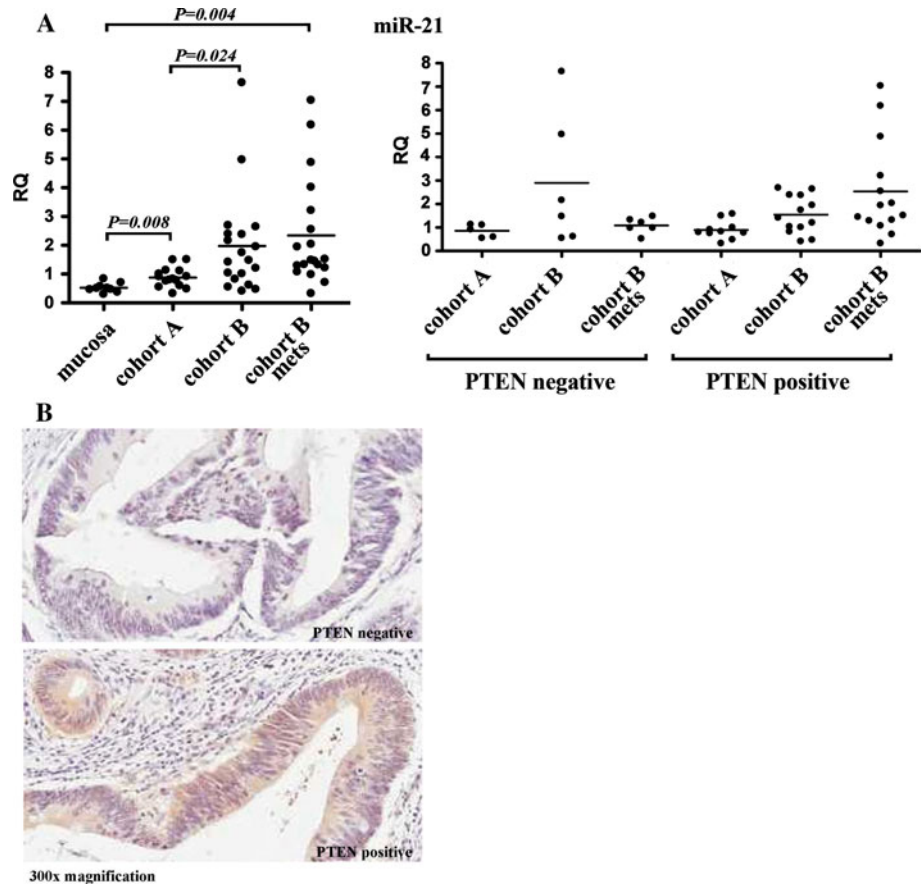 A
miR-21
P=0.004
P=0.024
P=0.008
RQ
8
7
6
5
4
3
2
1
0
mucosa
cohort A
cohort B
cohort B
mets
RQ
8
7
6
5
4
3
2
1
0
cohort A
cohort B
cohort B
mets
cohort A
cohort B
cohort B
mets
PTEN negative
PTEN positive
B
PTEN negative
PTEN positive
300x magnification